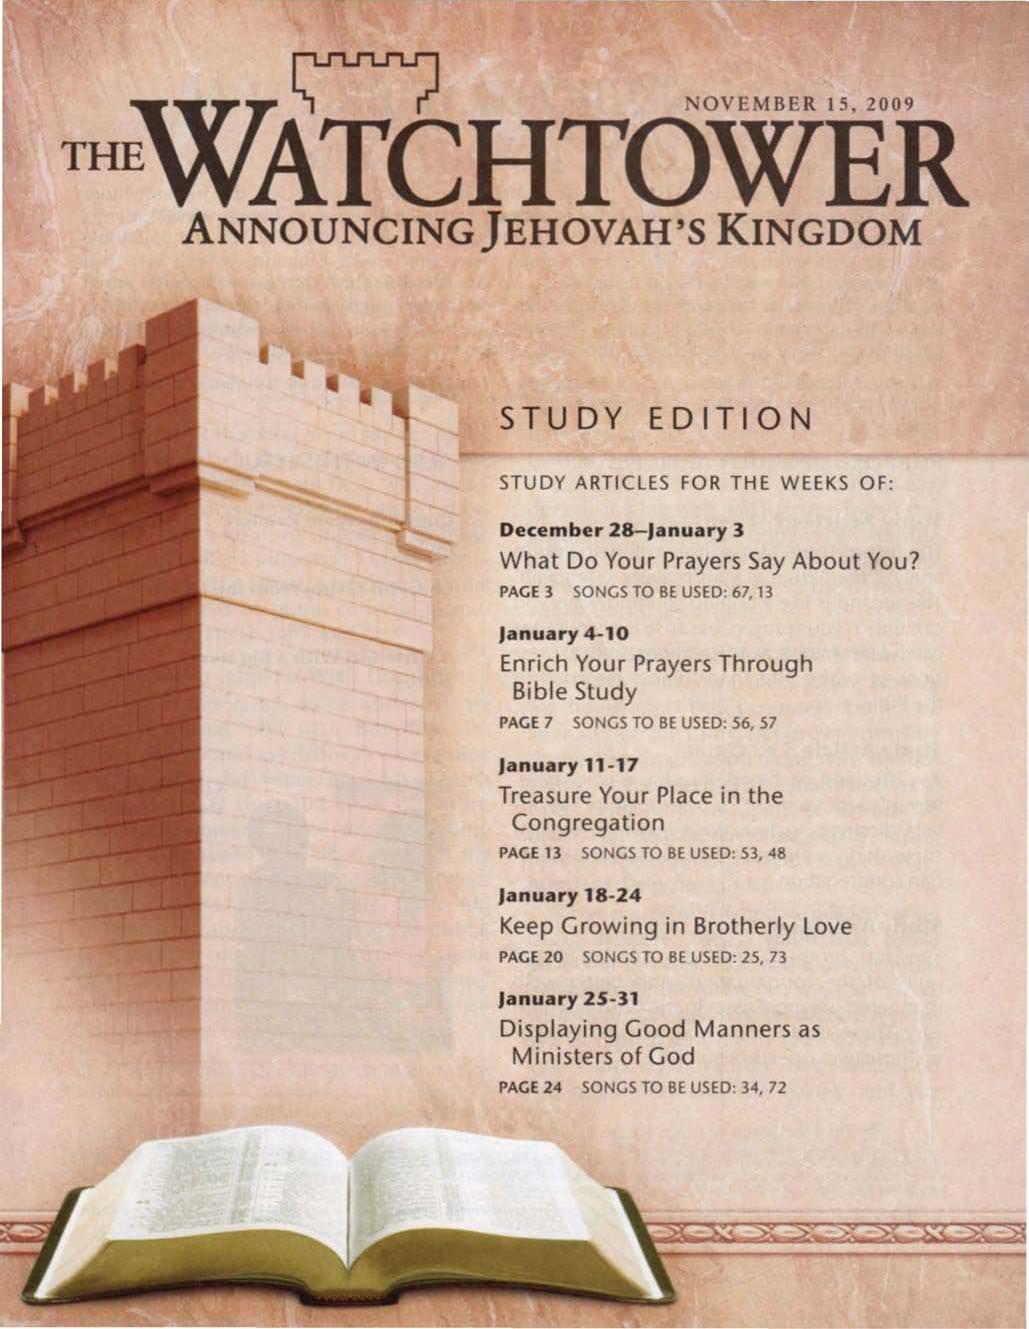 NOVEMBER 15, 2009
THE WATCHTOWER
ANNOUNCING JEHOVAH'S KINGDOM
STUDY EDITION
STUDY ARTICLES FOR THE WEEKS OF:
December 28–January 3
What Do Your Prayers Say About You?
PAGE 3 SONGS TO BE USED: 67, 13
January 4-10
Enrich Your Prayers Through
Bible Study
PAGE 7 SONGS TO BE USED: 56, 57
January 11-17
Treasure Your Place in the
Congregation
PAGE 13 SONGS TO BE USED: 53, 48
January 18-24
Keep Growing in Brotherly Love
PAGE 20 SONGS TO BE USED: 25, 73
January 25-31
Displaying Good Manners as
Ministers of God
PAGE 24 SONGS TO BE USED: 34, 72